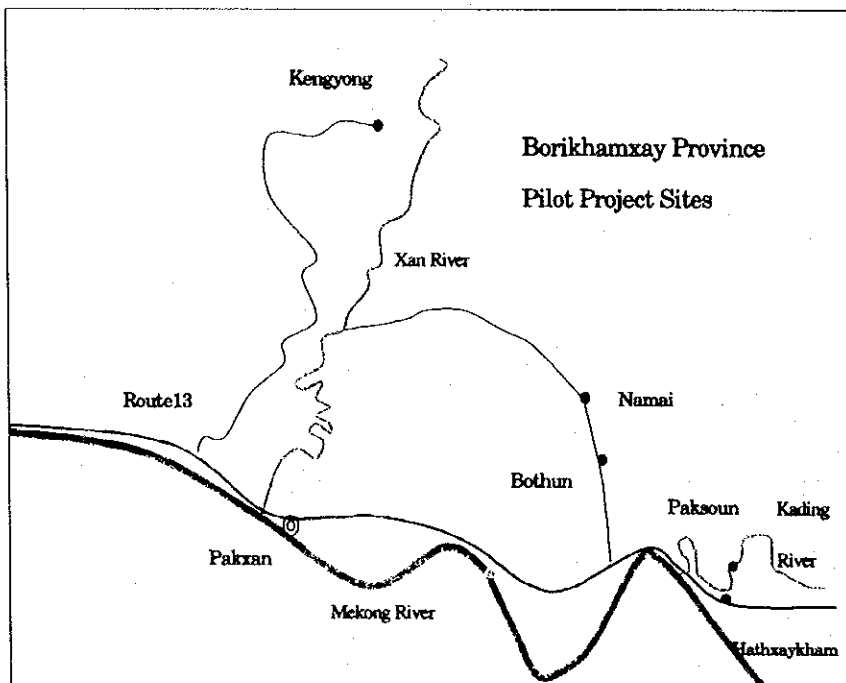 Kengyong
Borikhamxay Province
Pilot Project Sites
Xan River
Route13
Namai
Bothun
Paksoun
Kading
River
Pakxan
Mekong River
Hathxaykham